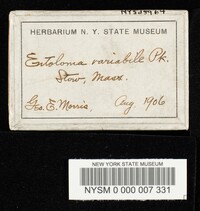 HERBARIUM N. Y. STATE MUSEUM
Entoloma variabile Pk.
Stow, Mass.
Geo. E. Morris. Aug 1906
NEW YORK STATE MUSEUM
NYSM 0 000 007 331